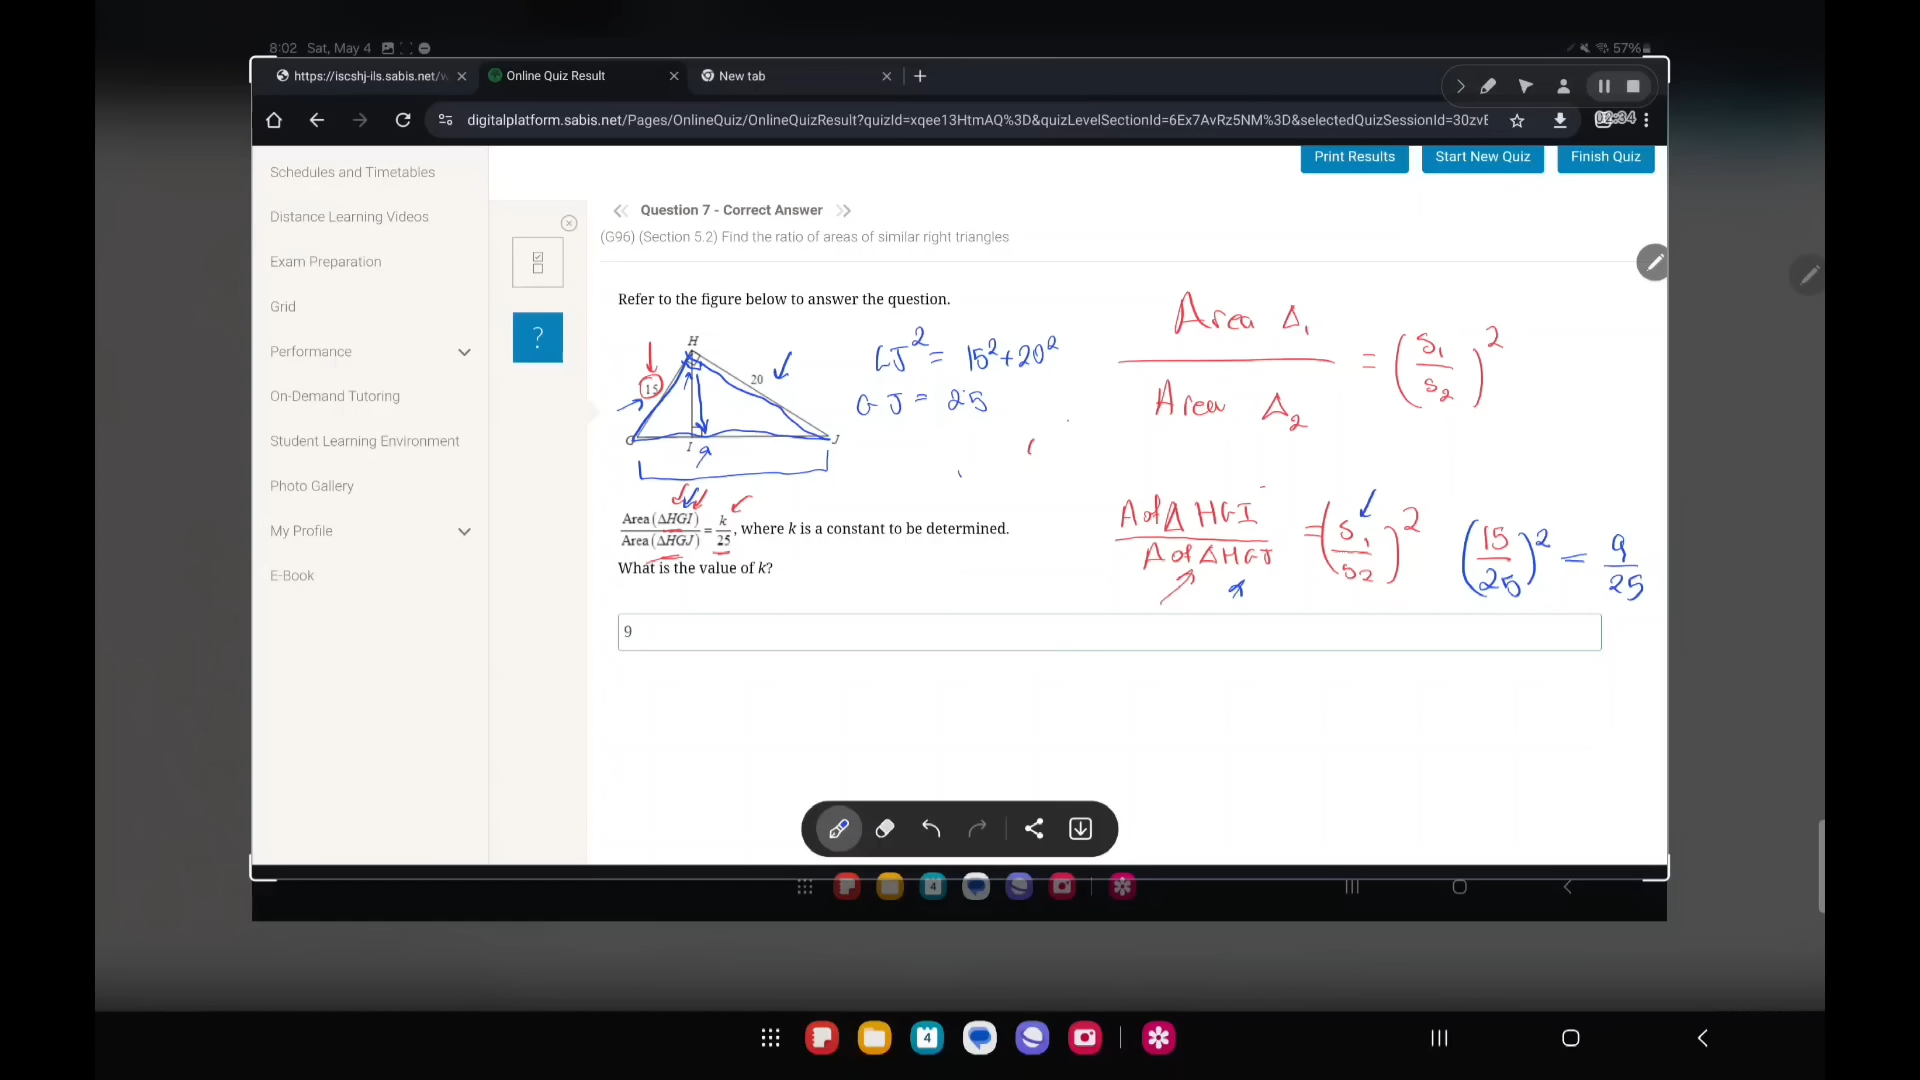 8:02 Sat, May 4
57%
https://iscshj-ils.sabis.net/w
Online Quiz Result
New tab
digitalplatform.sabis.net/Pages/OnlineQuiz/OnlineQuizResult?quizId=xqee13HtmAQ%3D&quizLevelSectionId=6Ex7AvRz5NM%3D&selectedQuizSessionId=30zvE
02:34
Print Results
Start New Quiz
Finish Quiz
Schedules and Timetables
Distance Learning Videos
Exam Preparation
Grid
Performance
On-Demand Tutoring
Student Learning Environment
Photo Gallery
My Profile
E-Book
?
Question 7 - Correct Answer
(G96) (Section 5.2) Find the ratio of areas of similar right triangles
Refer to the figure below to answer the question.
H
15
20
G
I
J
GJ² = 15²+20²
GJ = 25
Area Δ₁ / Area Δ₂ = (s₁/s₂)²
Area (ΔHGI) / Area (ΔHGJ) = k / 25, where k is a constant to be determined.
What is the value of k?
A of Δ HGI / A of Δ HGJ = (s₁/s₂)² (15/25)² = 9/25
9
4
4